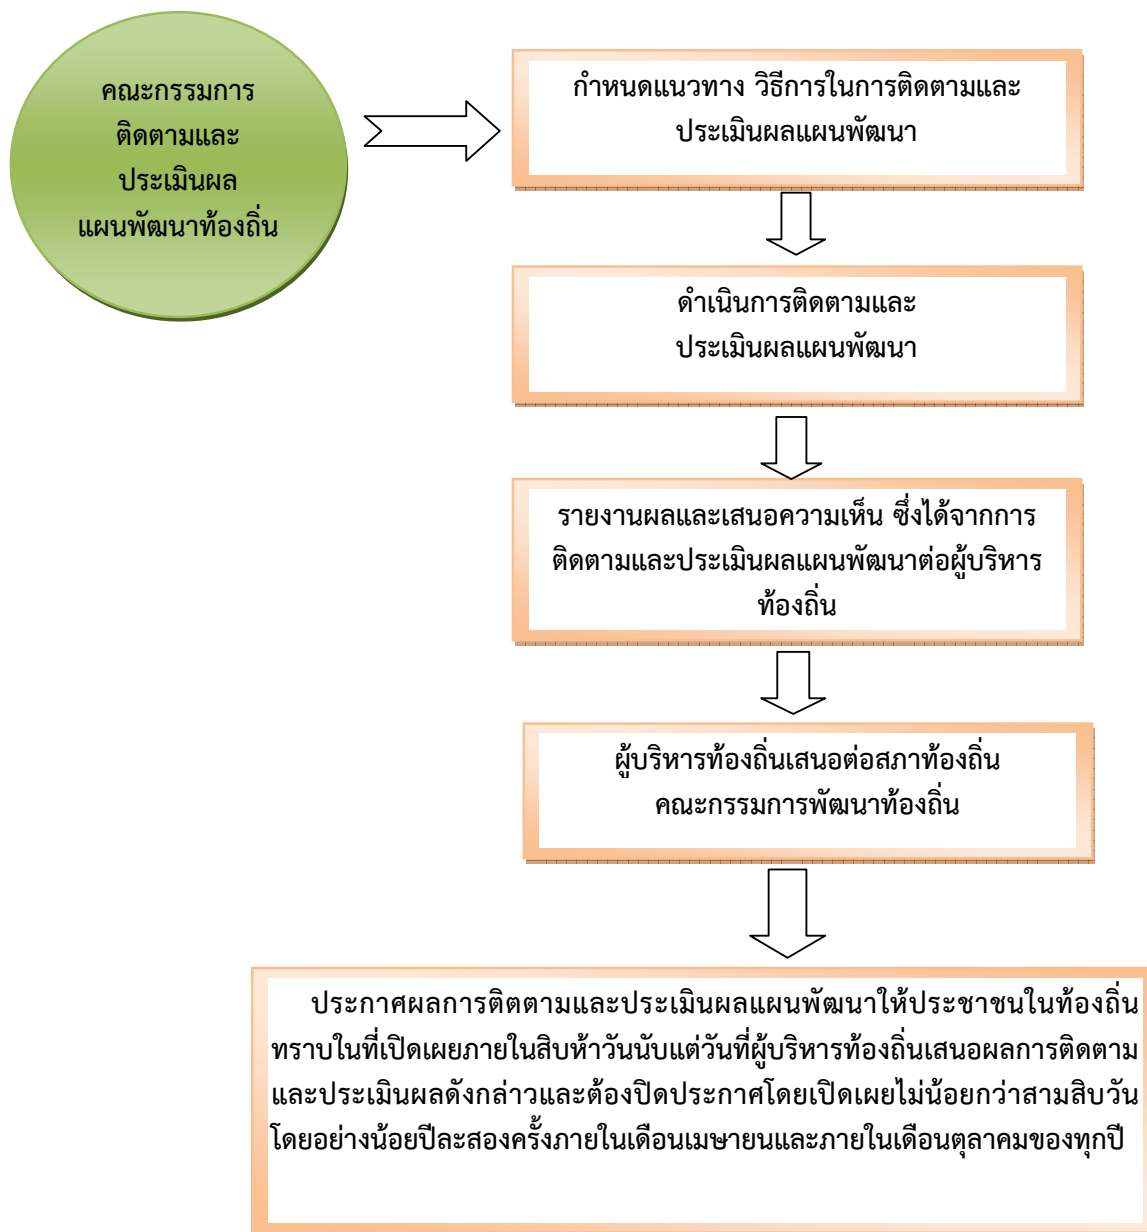 คณะกรรมการ
ติดตามและ
ประเมินผล
แผนพัฒนาท้องถิ่น
กำหนดแนวทาง วิธีการในการติดตามและ
ประเมินผลแผนพัฒนา
ดำเนินการติดตามและ
ประเมินผลแผนพัฒนา
รายงานผลและเสนอความเห็น ซึ่งได้จากการ
ติดตามและประเมินผลแผนพัฒนาต่อผู้บริหาร
ท้องถิ่น
ผู้บริหารท้องถิ่นเสนอต่อสภาท้องถิ่น
คณะกรรมการพัฒนาท้องถิ่น
ประกาศผลการติตตามและประเมินผลแผนพัฒนาให้ประชาชนในท้องถิ่น
ทราบในที่เปิดเผยภายในสิบห้าวันนับแต่วันที่ผู้บริหารท้องถิ่นเสนอผลการติดตาม
และประเมินผลดังกล่าวและต้องปิดประกาศโดยเปิดเผยไม่น้อยกว่าสามสิบวัน
โดยอย่างน้อยปีละสองครั้งภายในเดือนเมษายนและภายในเดือนตุลาคมของทุกปี